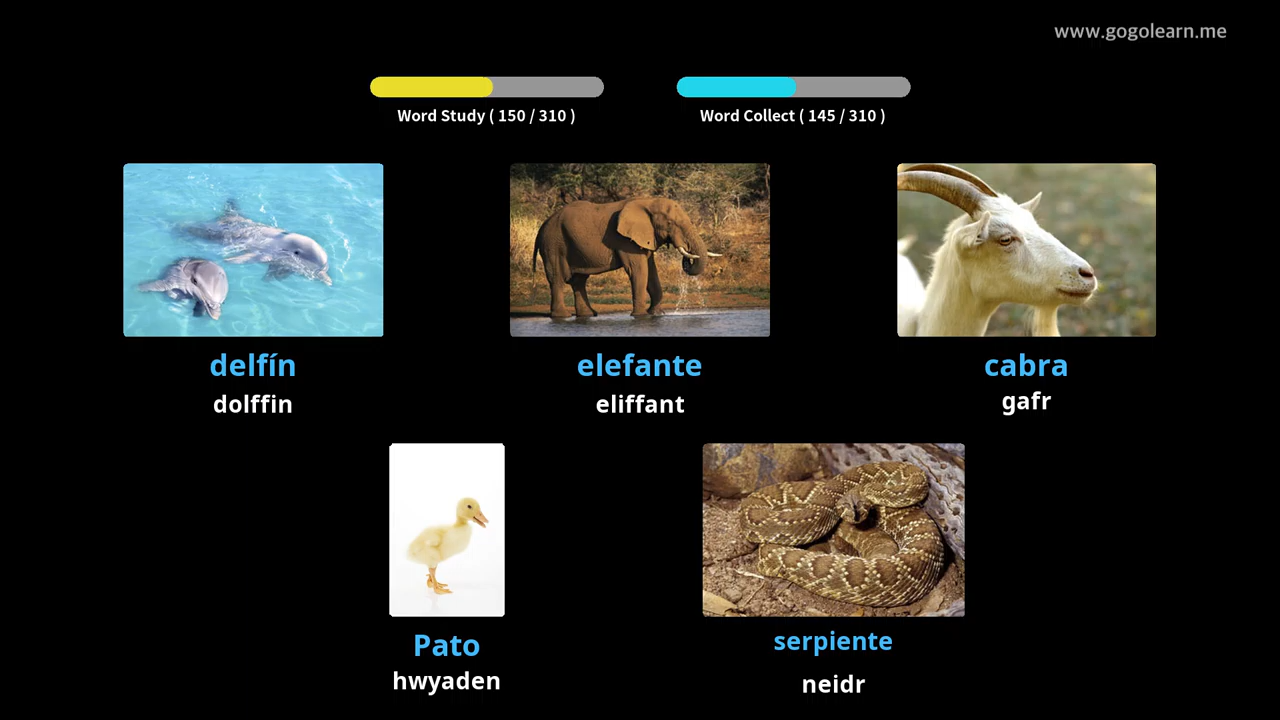 www.gogolearn.me
Word Study ( 150 / 310 )
Word Collect ( 145 / 310 )
delfín
dolffin
elefante
eliffant
cabra
gafr
Pato
hwyaden
serpiente
neidr